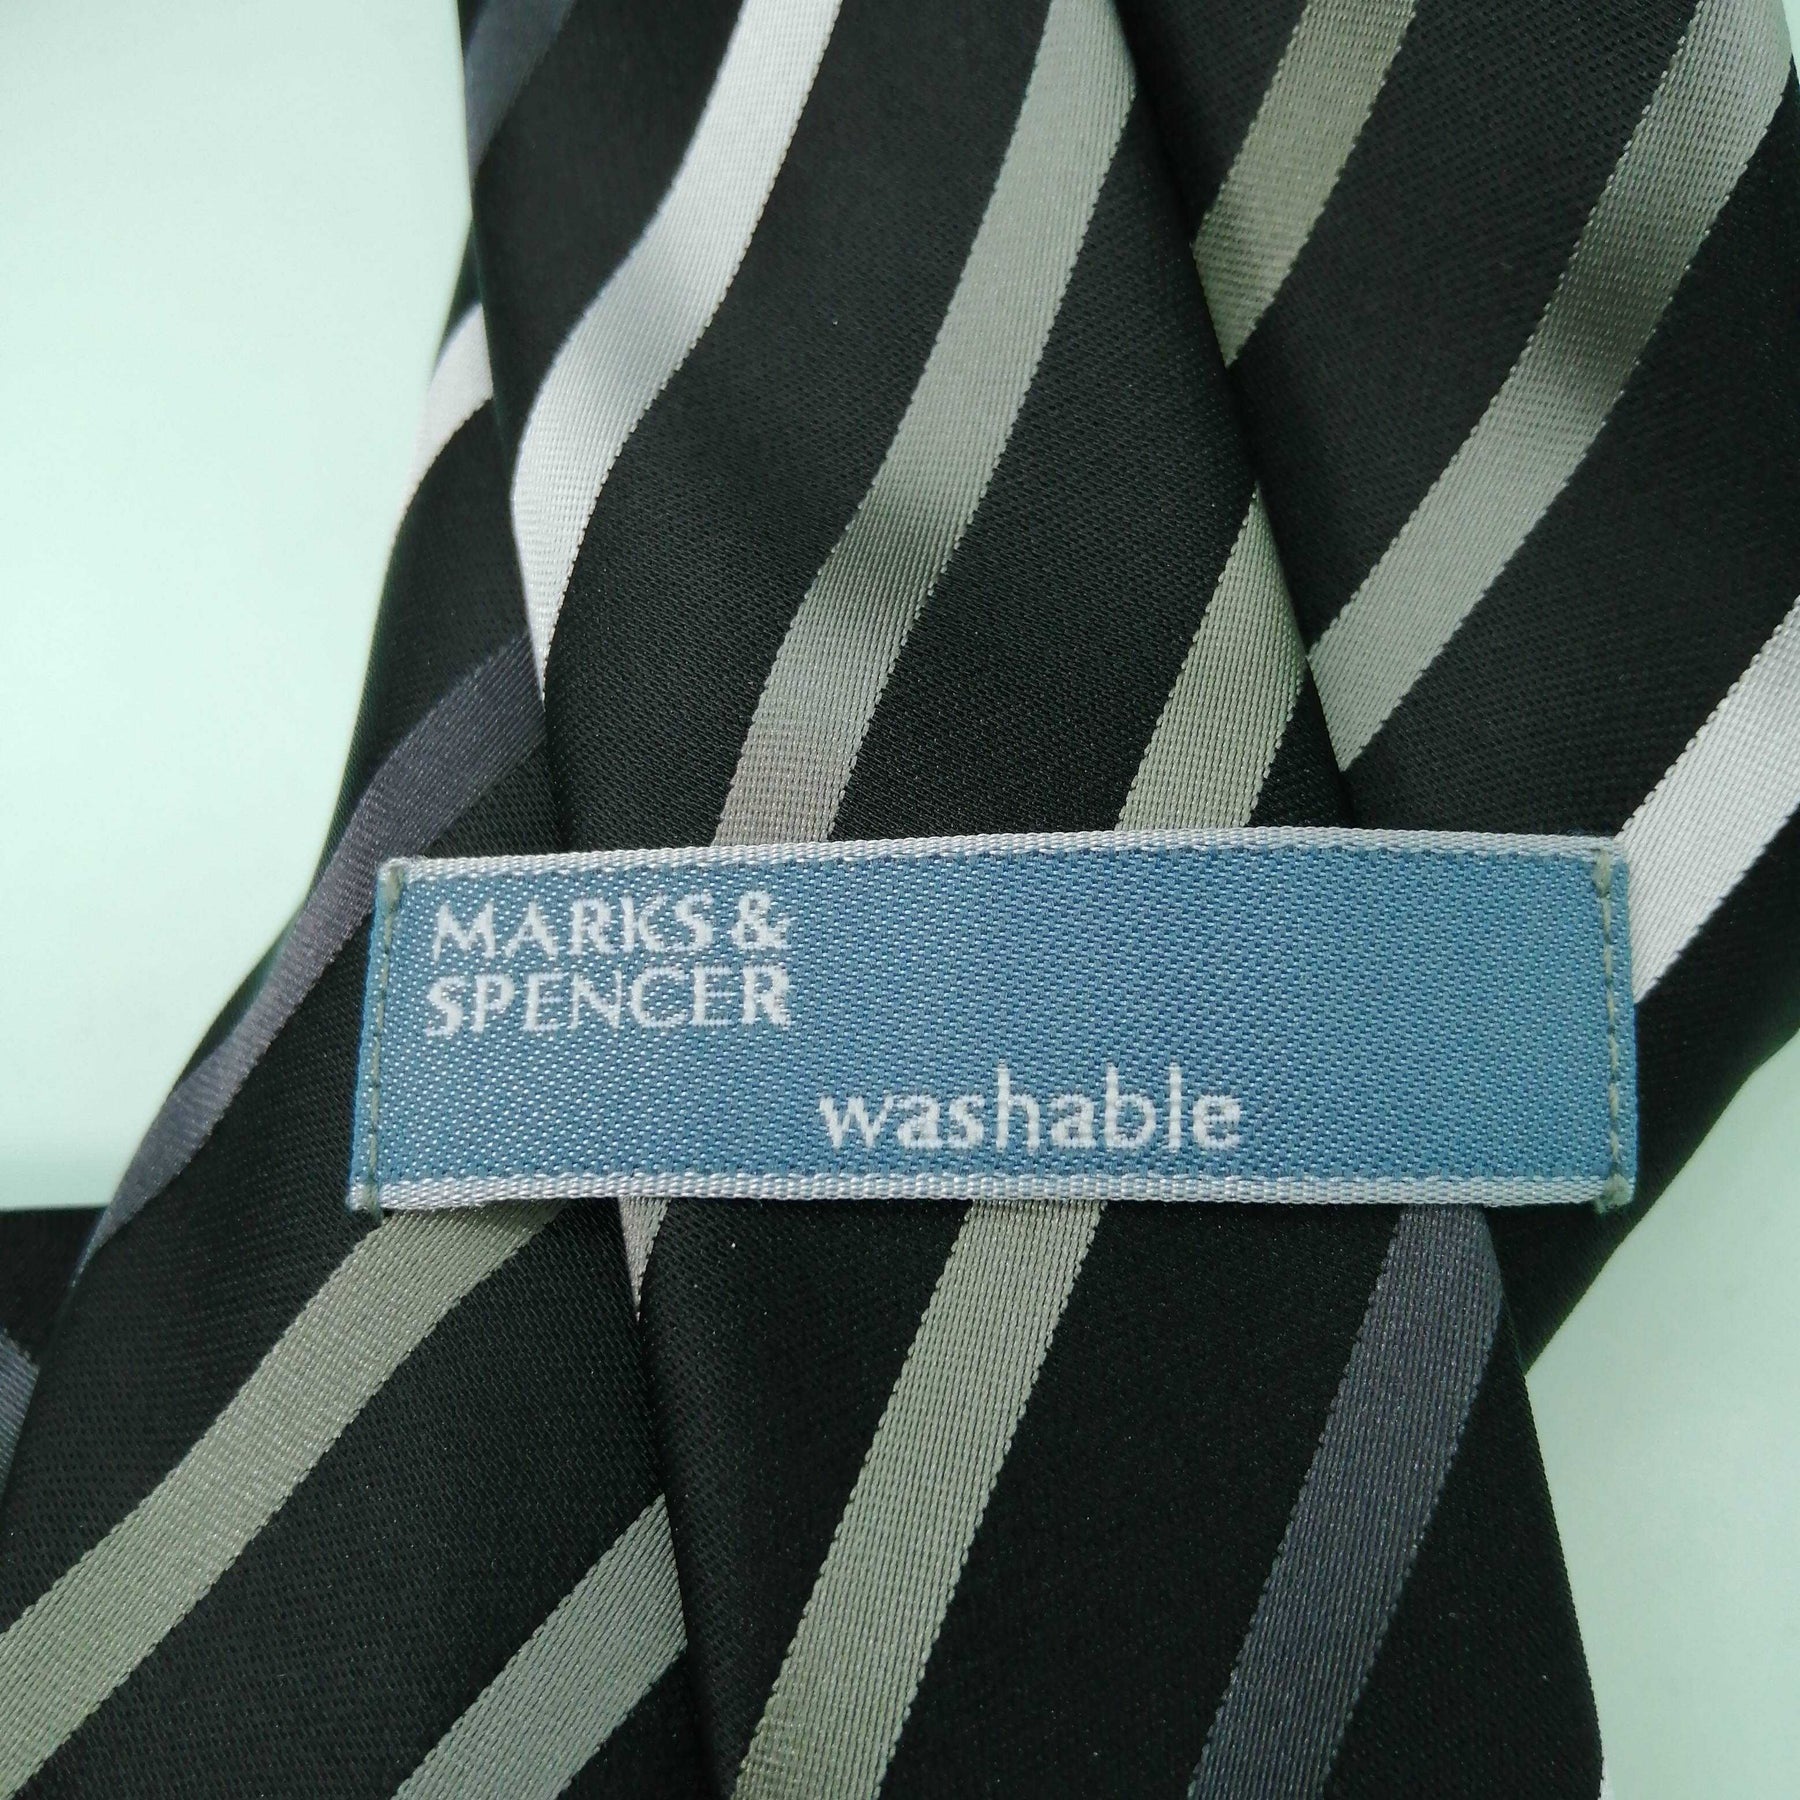 MARKS &
SPENCER
washable